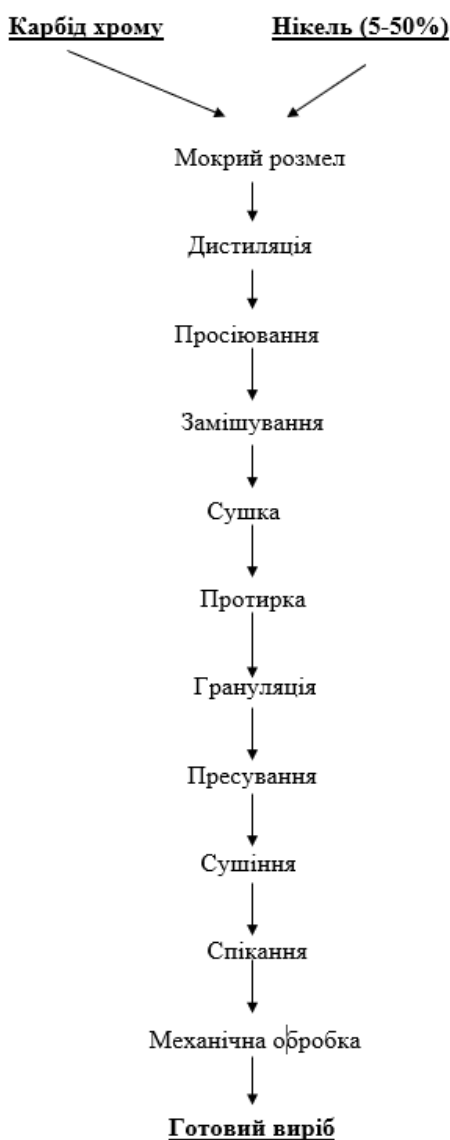 Карбід хрому Нікель (5-50%)
Мокрий розмел
Дистиляція
Просіювання
Замішування
Сушка
Протирка
Грануляція
Пресування
Сушіння
Спікання
Механічна обробка
Готовий виріб